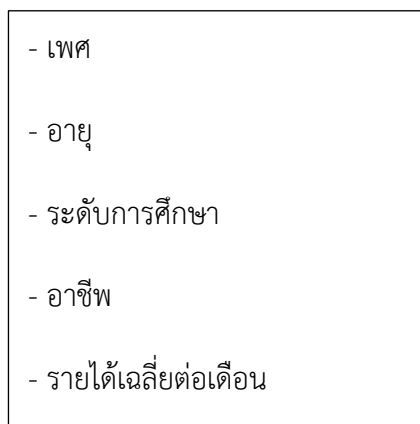 - เพศ
- อายุ
- ระดับการศึกษา
- อาชีพ
- รายได้เฉลี่ยต่อเดือน